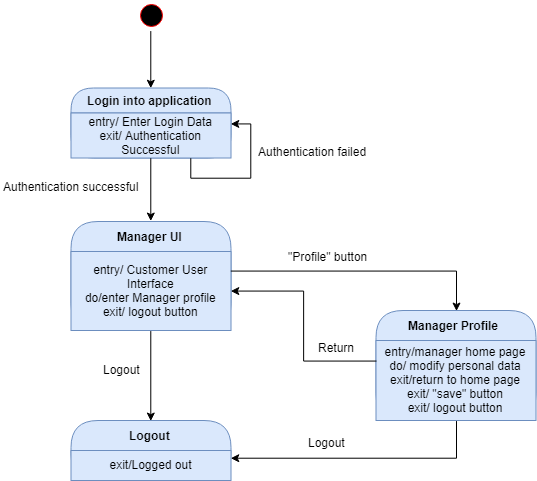 Login into application
entry/ Enter Login Data
exit/ Authentication
Successful
Authentication failed
Authentication successful
Manager UI
entry/ Customer User
Interface
do/enter Manager profile
exit/ logout button
"Profile" button
Return
Manager Profile
entry/manager home page
do/ modify personal data
exit/return to home page
exit/ "save" button
exit/ logout button
Logout
Logout
exit/Logged out
Logout